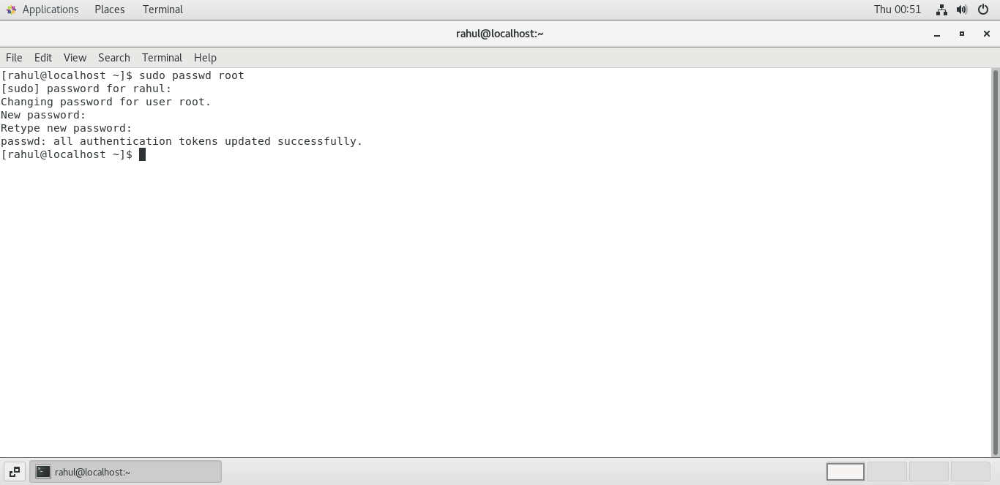 Applications Places Terminal Thu 00:51
rahul@localhost:~
File Edit View Search Terminal Help
[rahul@localhost ~]$ sudo passwd root
[sudo] password for rahul:
Changing password for user root.
New password:
Retype new password:
passwd: all authentication tokens updated successfully.
[rahul@localhost ~]$
rahul@localhost:~